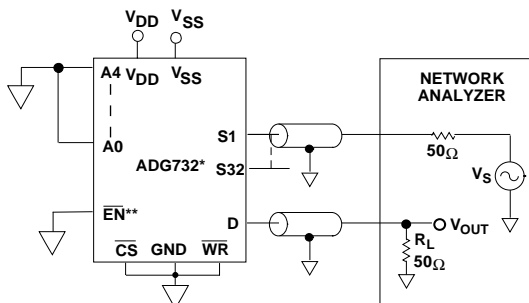 VDD VSS
A4 VDD VSS
A0
ADG732*
EN**
CS GND WR
S1
S32
D
NETWORK
ANALYZER
50Ω
VS
VOUT
RL
50Ω